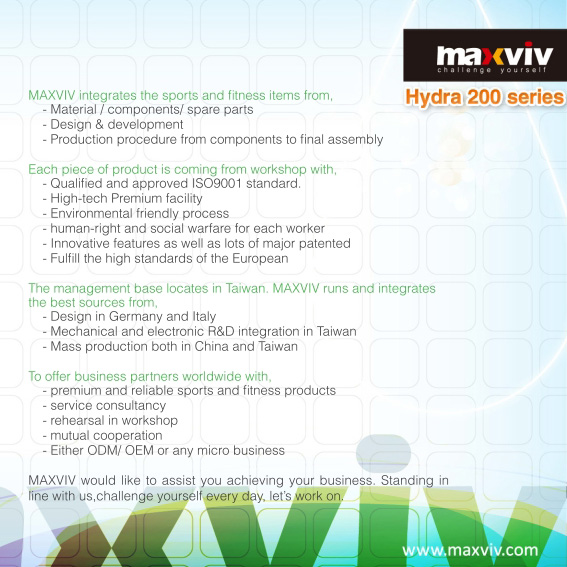 maxviv
challenge yourself
Hydra 200 series
MAXVIV integrates the sports and fitness items from,
- Material / components/ spare parts
- Design & development
- Production procedure from components to final assembly
Each piece of product is coming from workshop with,
- Qualified and approved ISO9001 standard.
- High-tech Premium facility
- Environmental friendly process
- human-right and social warfare for each worker
- Innovative features as well as lots of major patented
- Fulfill the high standards of the European
The management base locates in Taiwan. MAXVIV runs and integrates
the best sources from,
- Design in Germany and Italy
- Mechanical and electronic R&D integration in Taiwan
- Mass production both in China and Taiwan
To offer business partners worldwide with,
- premium and reliable sports and fitness products
- service consultancy
- rehearsal in workshop
- mutual cooperation
- Either ODM/ OEM or any micro business
MAXVIV would like to assist you achieving your business. Standing in
line with us,challenge yourself every day, let's work on.
axviv
www.maxviv.com